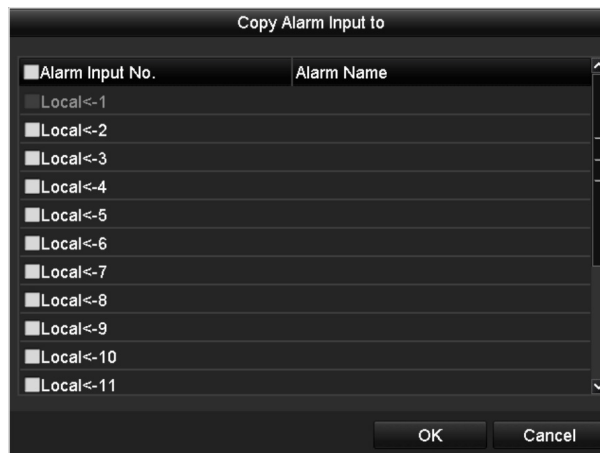 Copy Alarm Input to
Alarm Input No. Alarm Name
Local<-1
Local<-2
Local<-3
Local<-4
Local<-5
Local<-6
Local<-7
Local<-8
Local<-9
Local<-10
Local<-11
OK Cancel